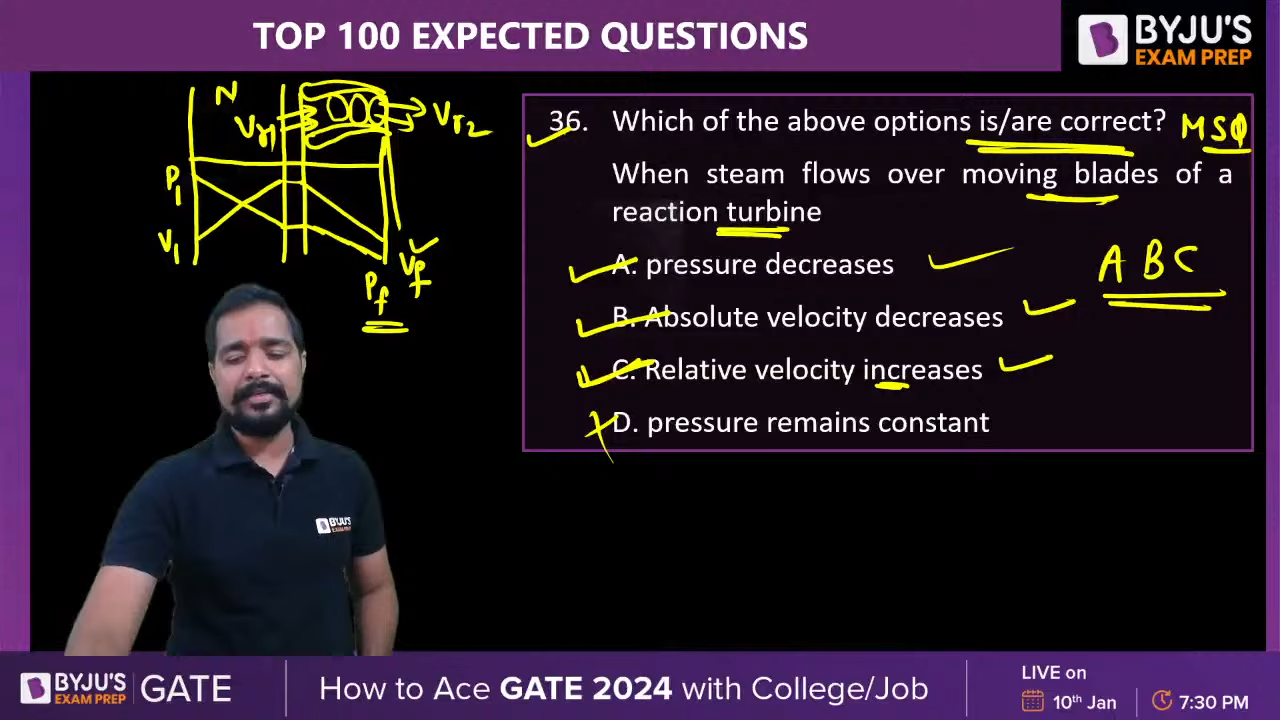 TOP 100 EXPECTED QUESTIONS
BYJU'S
EXAM PREP
N
Vr1
Vr2
P1
V1
Vf
Pf
36. Which of the above options is/are correct? MSQ
When steam flows over moving blades of a
reaction turbine
A. pressure decreases
B. Absolute velocity decreases
C. Relative velocity increases
D. pressure remains constant
A B C
BYJU'S
EXAM PREP
BYJU'S
EXAM PREP
GATE
How to Ace GATE 2024 with College/Job
LIVE on
10th Jan
7:30 PM